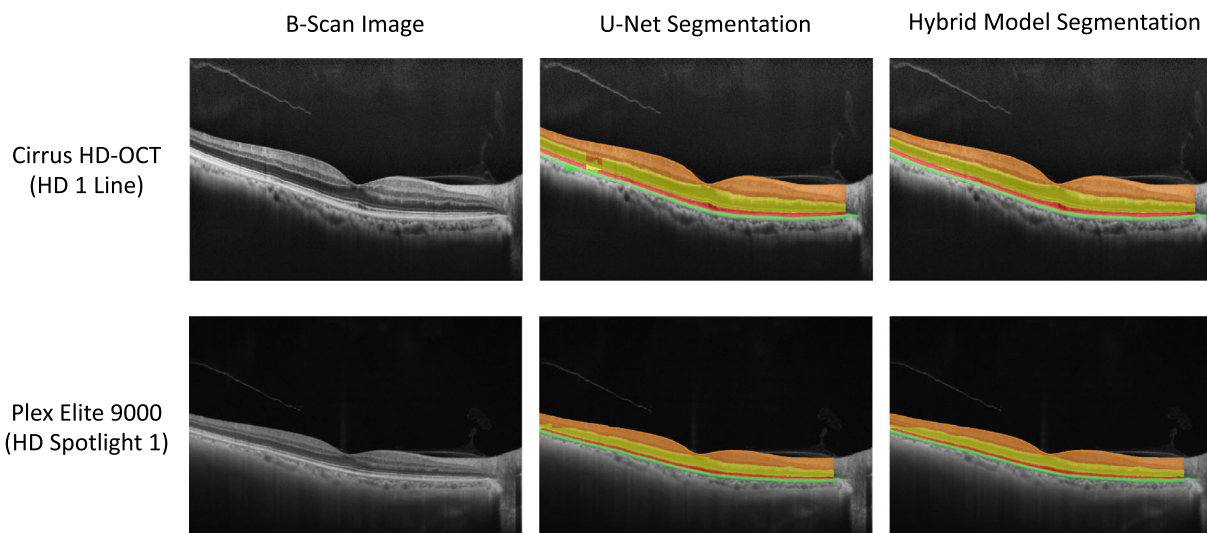 B-Scan Image
U-Net Segmentation
Hybrid Model Segmentation
Cirrus HD-OCT
(HD 1 Line)
Plex Elite 9000
(HD Spotlight 1)